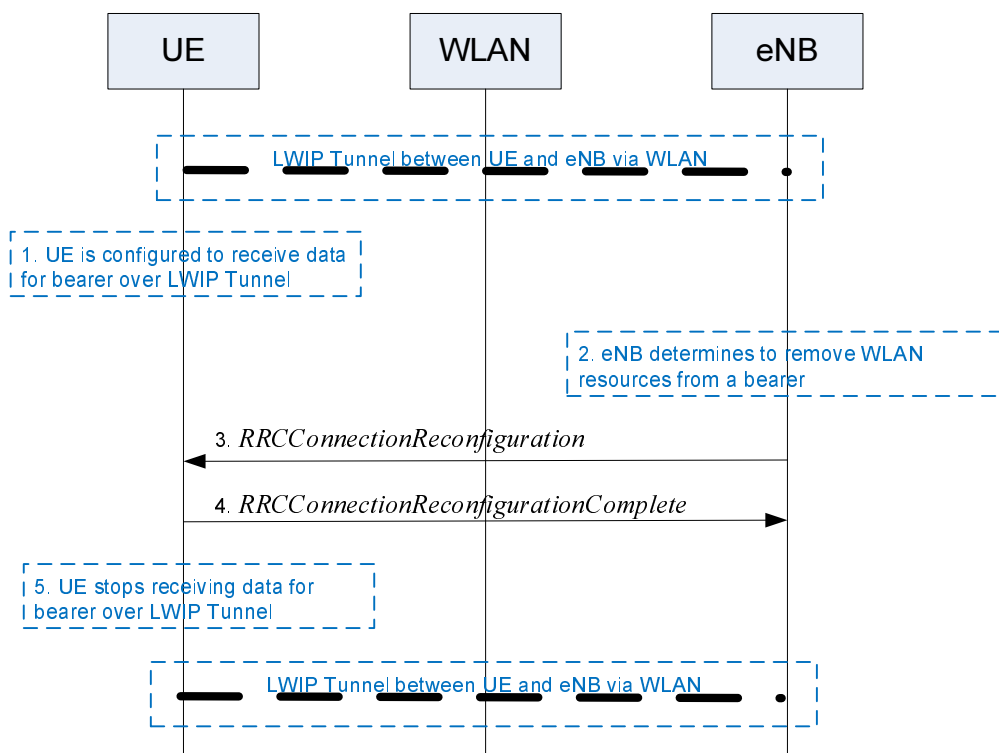 UE
WLAN
eNB
LWIP Tunnel between UE and eNB via WLAN
1. UE is configured to receive data
for bearer over LWIP Tunnel
2. eNB determines to remove WLAN
resources from a bearer
3. RRCConnectionReconfiguration
4. RRCConnectionReconfigurationComplete
5. UE stops receiving data for
bearer over LWIP Tunnel
LWIP Tunnel between UE and eNB via WLAN